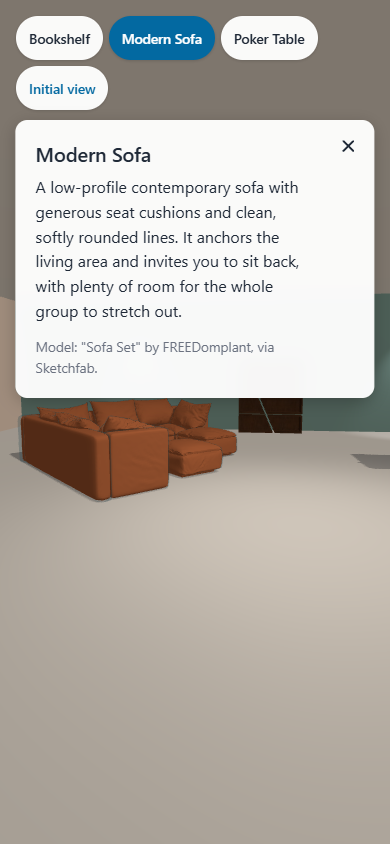 Bookshelf
Modern Sofa
Poker Table
Initial view
Modern Sofa
A low-profile contemporary sofa with
generous seat cushions and clean,
softly rounded lines. It anchors the
living area and invites you to sit back,
with plenty of room for the whole
group to stretch out.
Model: "Sofa Set" by FREEDomplant, via
Sketchfab.